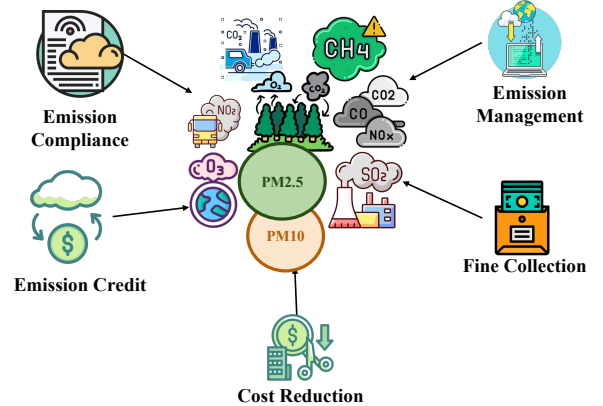 CO₂
CH4
O₂
CO₂
NO₂
CO2
CO
NOx
Emission
Compliance
Emission
Management
O3
PM2.5
SO₂
PM10
$
Emission Credit
Fine Collection
$
Cost Reduction